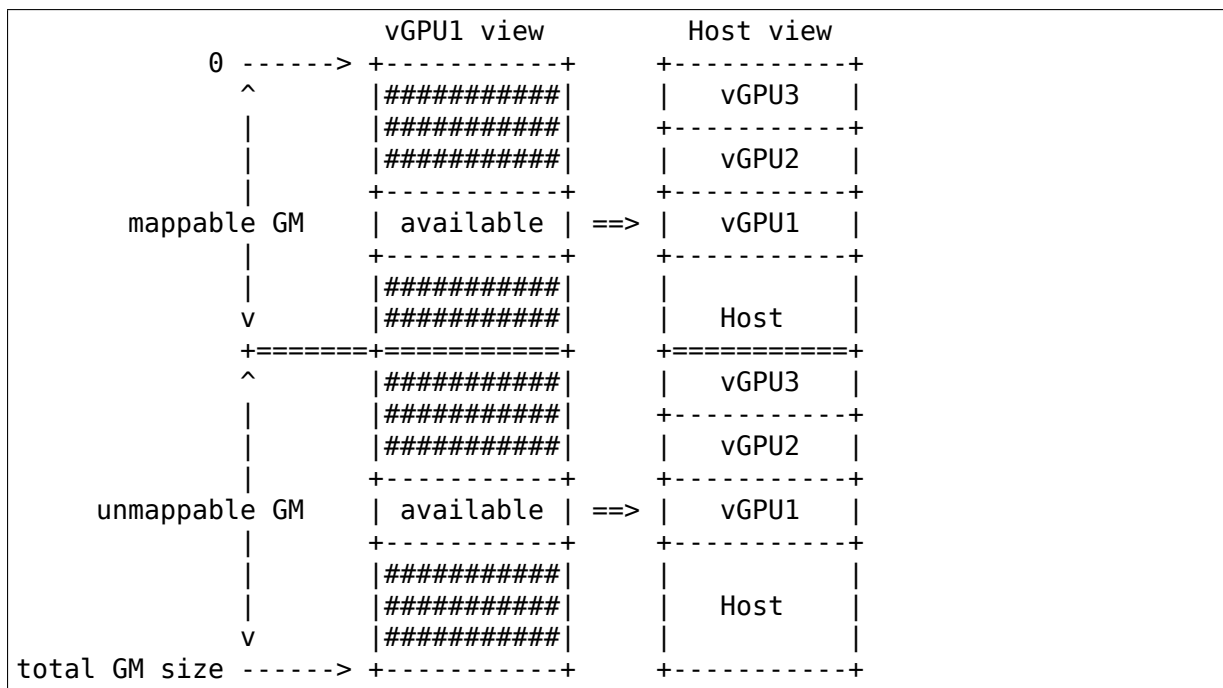 vGPU1 view         Host view
            0 ------> +-----------+     +-----------+
              ^       |###########|     |   vGPU3   |
              |       |###########|     +-----------+
              |       |###########|     |   vGPU2   |
              |       +-----------+     +-----------+
       mappable GM    | available | ==> |   vGPU1   |
              |       +-----------+     +-----------+
              |       |###########|     |           |
              v       |###########|     |   Host    |
              +=======+===========+     +===========+
              ^       |###########|     |   vGPU3   |
              |       |###########|     +-----------+
              |       |###########|     |   vGPU2   |
              |       +-----------+     +-----------+
     unmappable GM    | available | ==> |   vGPU1   |
              |       +-----------+     +-----------+
              |       |###########|     |           |
              |       |###########|     |   Host    |
              v       |###########|     |           |
total GM size ------> +-----------+     +-----------+